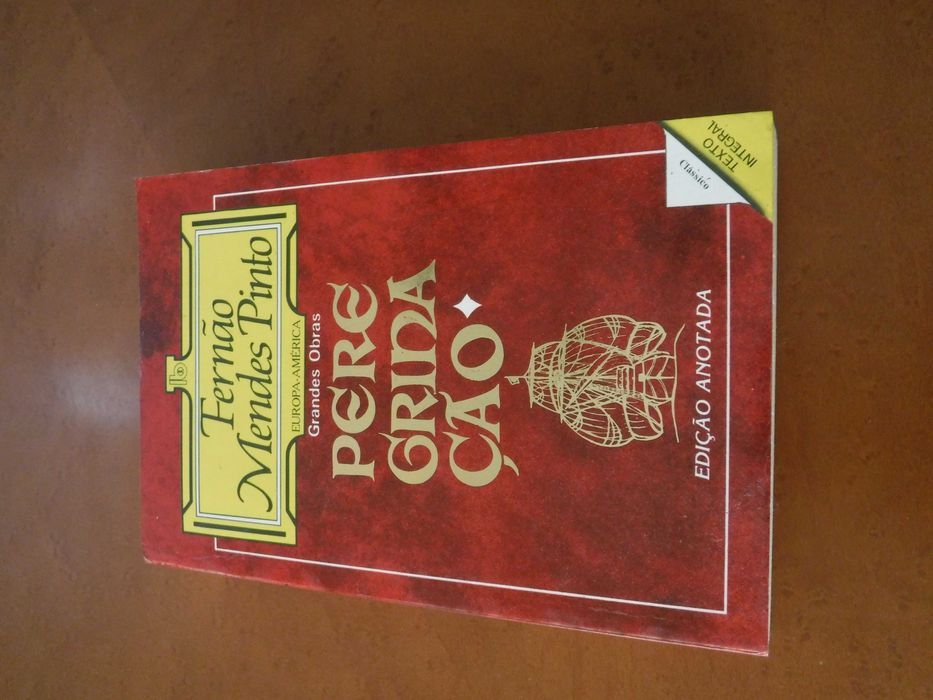 Fernão
Mendes Pinto
EUROPA-AMÉRICA
Grandes Obras
PERE
GRINA
ÇÃO
EDIÇÃO ANOTADA
Clássico
TEXTO
INTEGRAL